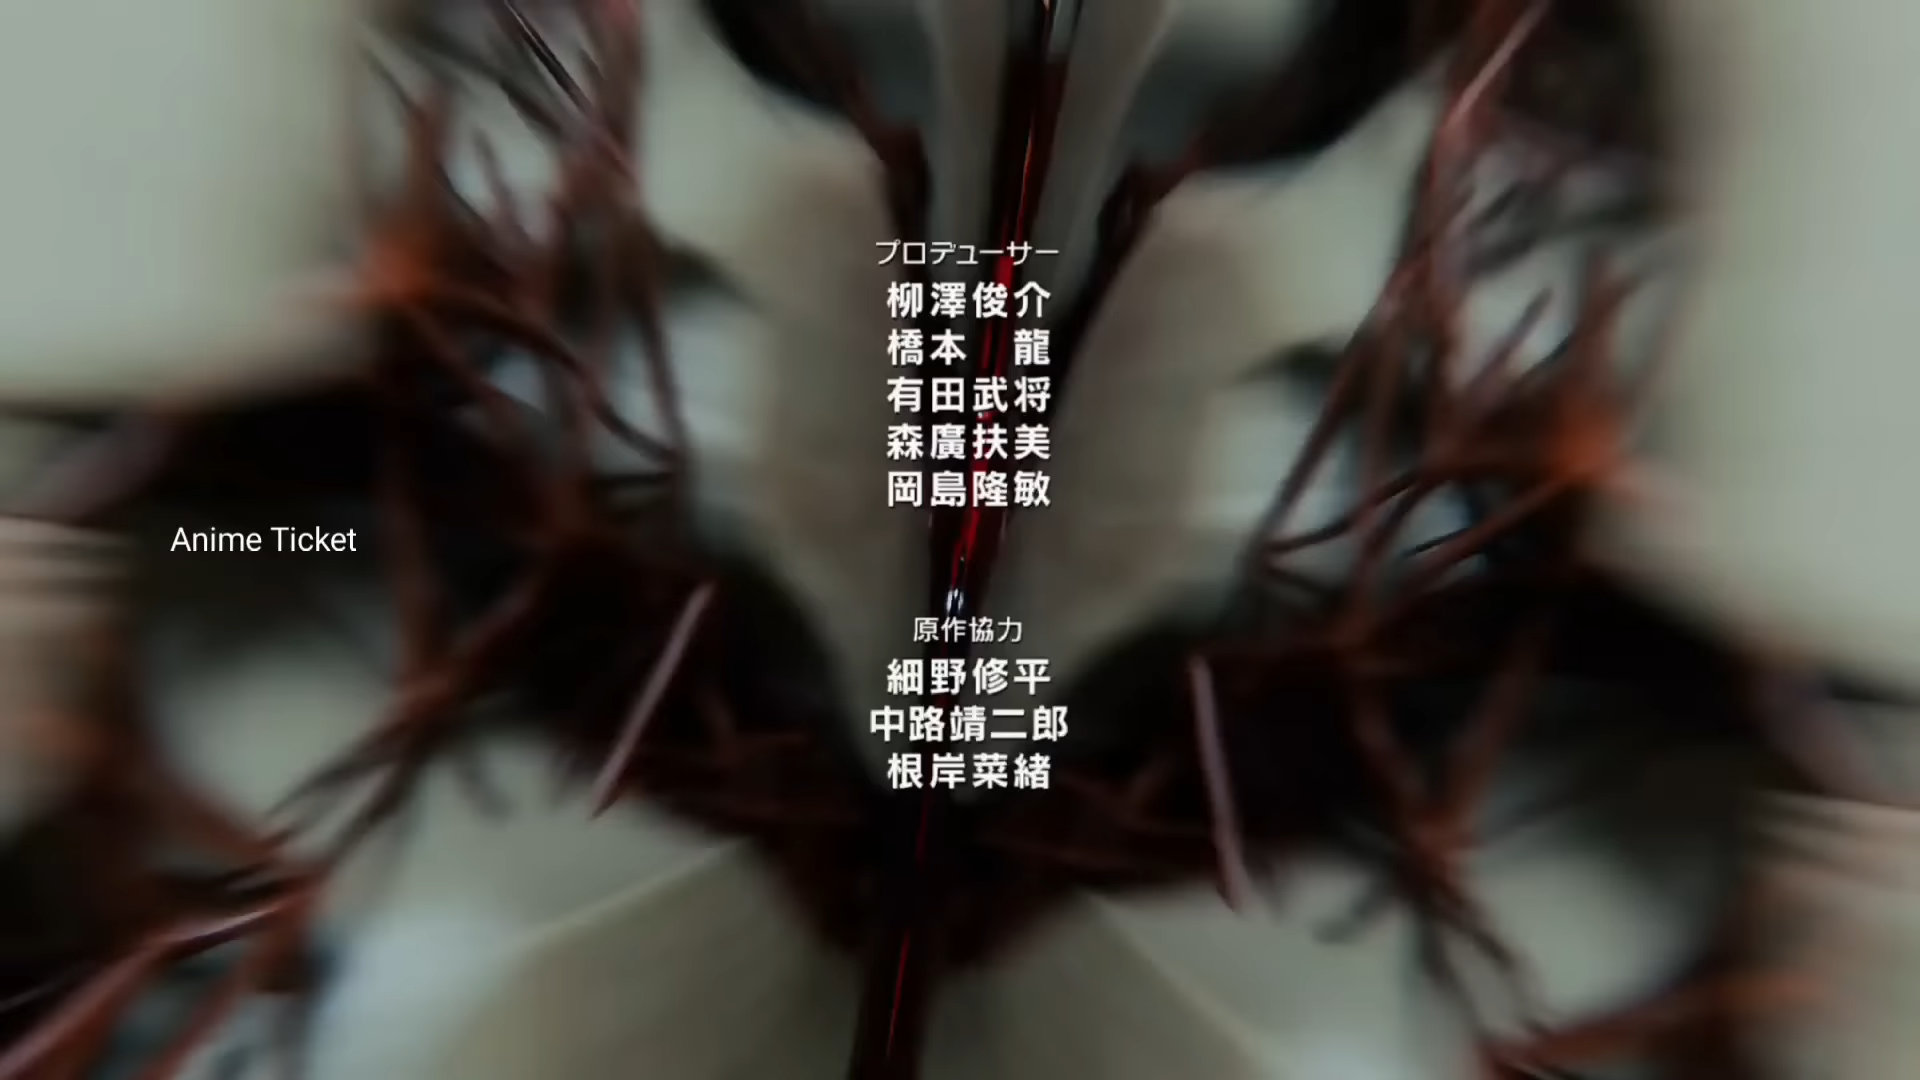 プロデューサー
柳澤俊介
橋本 龍
有田武将
森廣扶美
岡島隆敏
Anime Ticket
原作協力
細野修平
中路靖二郎
根岸菜緒